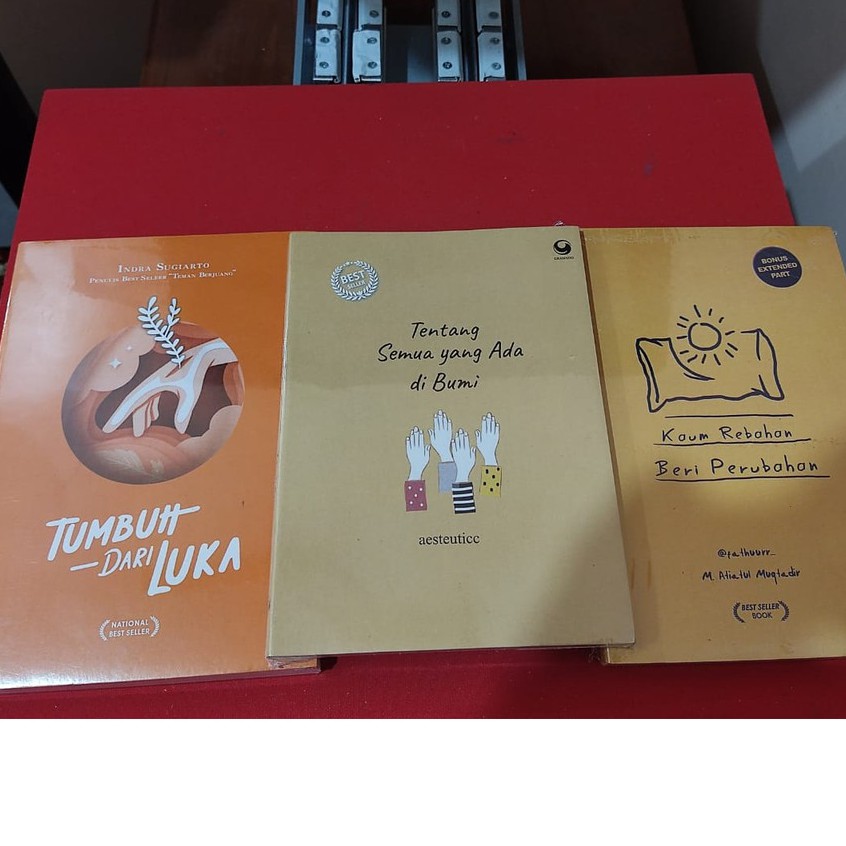 INDRA SUGIARTO
PENULIS BEST SELLER "TEMAN BERJUANG"
TUMBUH
DARI LUKA
NATIONAL
BEST SELLER
BEST
SELLER
GRADIEN
Tentang
Semua yang Ada
di Bumi
aesteuticc
BONUS
EXTENDED
PART
Kaum Rebahan
Beri Perubahan
@fathuurr_
M. Atiatul Muqtadir
BEST SELLER
BOOK